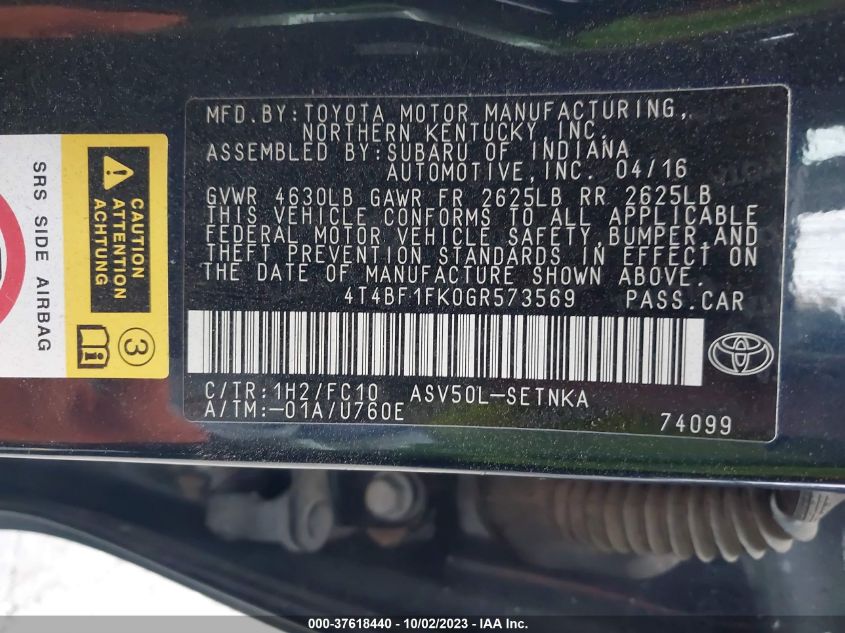 MFD.BY:TOYOTA MOTOR MANUFACTURING,
NORTHERN KENTUCKY, INC.
ASSEMBLED BY:SUBARU OF INDIANA
AUTOMOTIVE,INC. 04/16
GVWR 4630LB GAWR FR 2625LB RR 2625LB
THIS VEHICLE CONFORMS TO ALL APPLICABLE
FEDERAL MOTOR VEHICLE SAFETY,BUMPER,AND
THEFT PREVENTION STANDARDS IN EFFECT ON
THE DATE OF MANUFACTURE SHOWN ABOVE.
4T4BF1FK0GR573569 PASS.CAR
C/TR:1H2/FC10 ASV50L-SETNKA
A/TM:-01A/U760E 74099
SRS SIDE AIRBAG
CAUTION
ATTENTION
ACHTUNG
3
000-37618440 - 10/02/2023 - IAA Inc.